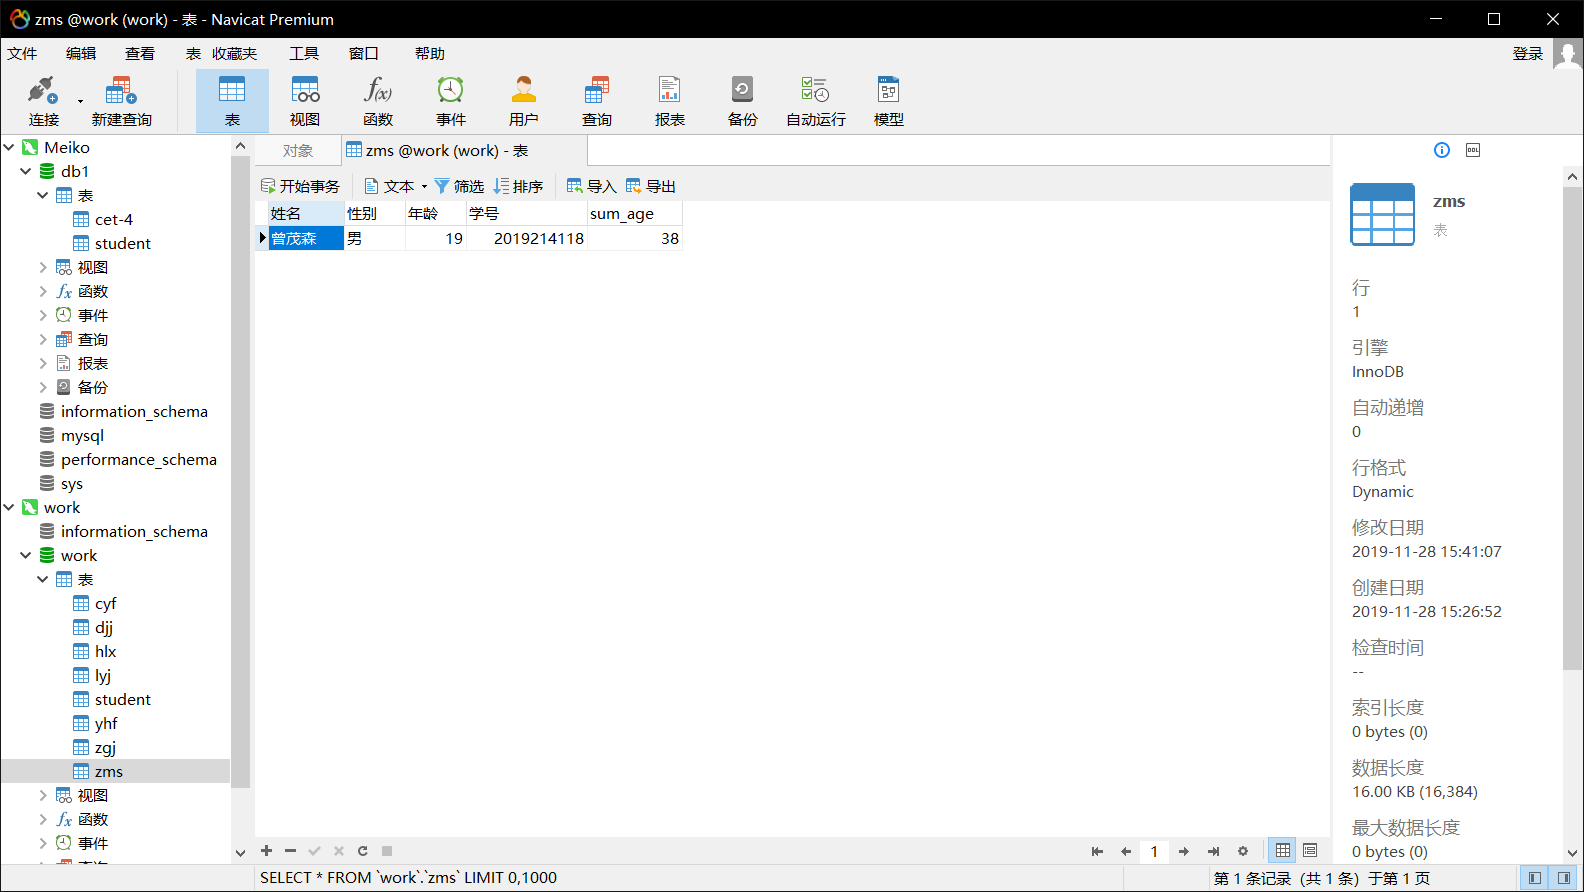 zms @work (work) - 表 - Navicat Premium
文件 编辑 查看 表 收藏夹 工具 窗口 帮助 登录
连接 新建查询 表 视图 函数 事件 用户 查询 报表 备份 自动运行 模型
Meiko
db1
表
cet-4
student
视图
函数
事件
查询
报表
备份
information_schema
mysql
performance_schema
sys
work
information_schema
work
表
cyf
djj
hlx
lyj
student
yhf
zgj
zms
视图
函数
事件
对象 zms @work (work) - 表
开始事务 文本 筛选 排序 导入 导出
姓名 性别 年龄 学号 sum_age
曾茂森 男 19 2019214118 38
1
SELECT * FROM `work`.`zms` LIMIT 0,1000
第 1 条记录 (共 1 条) 于第 1 页
DDL
zms
表
行
1
引擎
InnoDB
自动递增
0
行格式
Dynamic
修改日期
2019-11-28 15:41:07
创建日期
2019-11-28 15:26:52
检查时间
--
索引长度
0 bytes (0)
数据长度
16.00 KB (16,384)
最大数据长度
0 bytes (0)